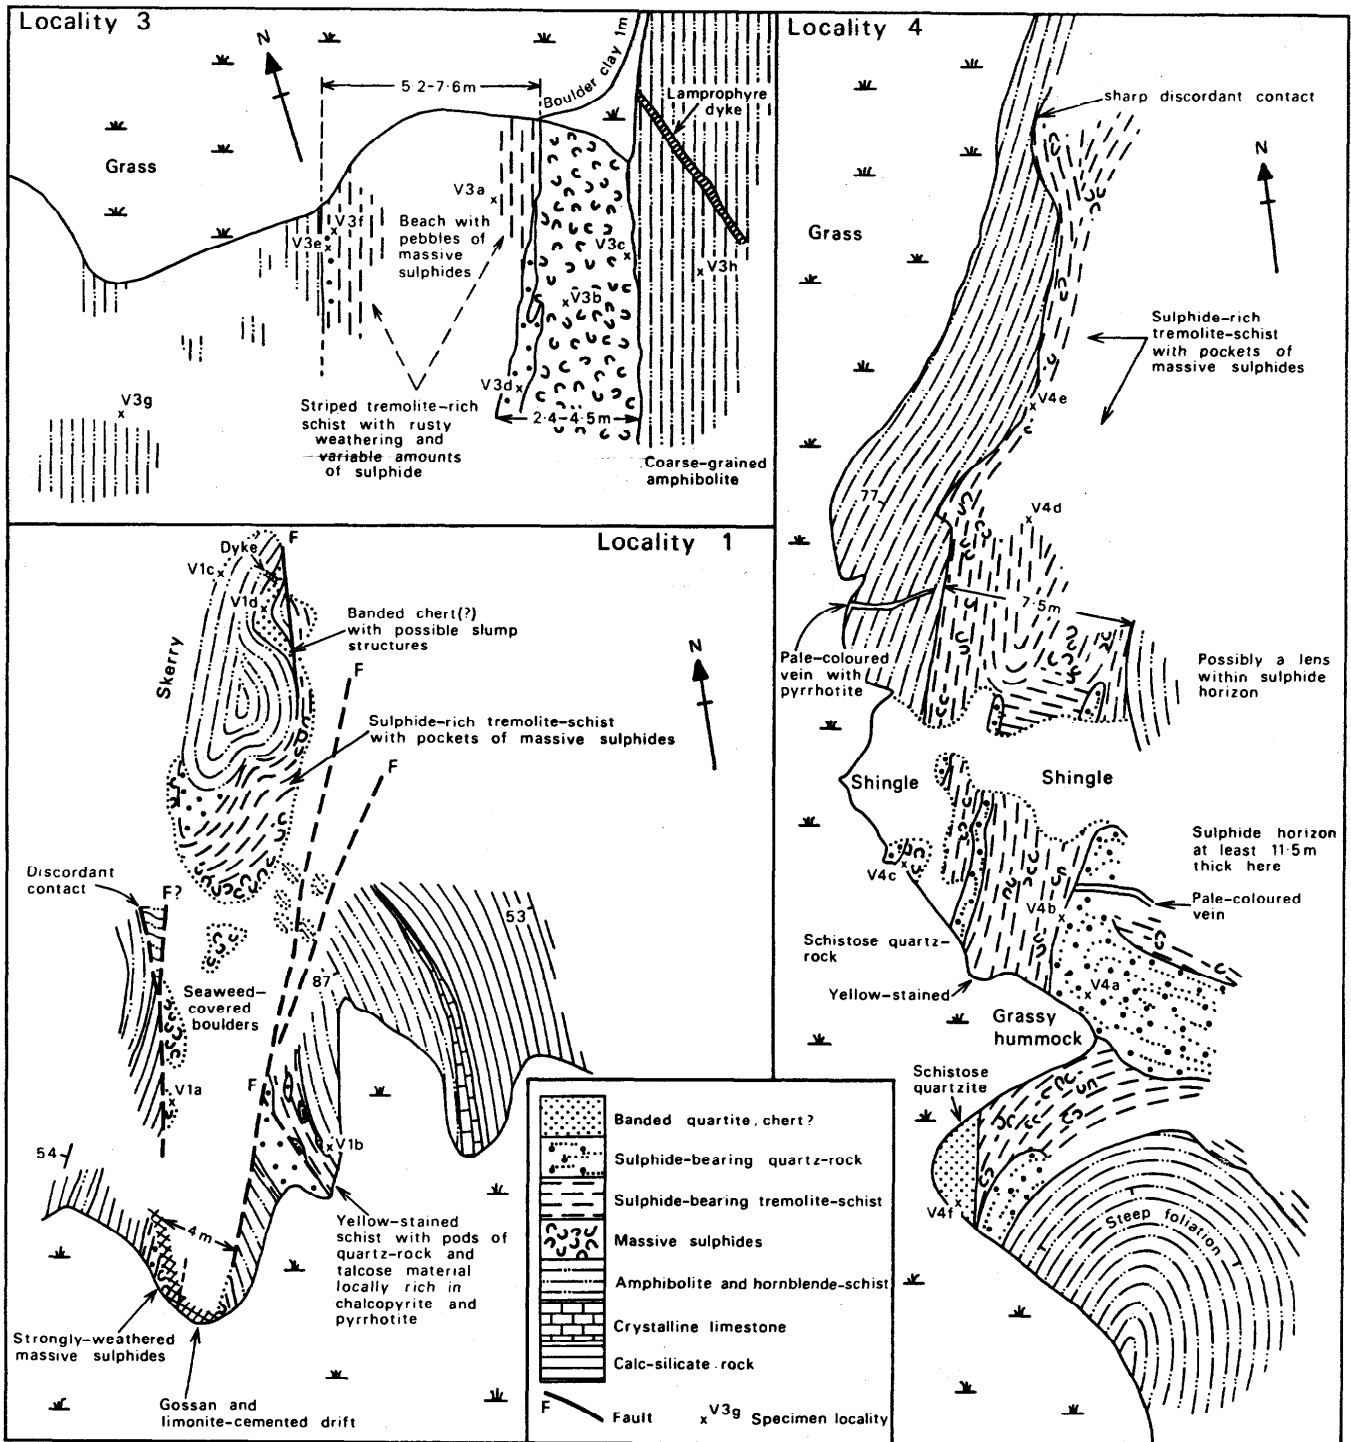 Locality 3
N
5·2-7·6m
Boulder clay 1m
Lamprophyre
dyke
Grass
V3a
V3f
V3e
Beach with
pebbles of
massive
sulphides
V3c
V3h
V3b
V3g
V3d
Striped tremolite-rich
schist with rusty
weathering and
variable amounts
of sulphide
2·4-4·5m
Coarse-grained
amphibolite
Locality 1
Dyke
F
V1c
V1d
Banded chert(?)
with possible slump
structures
Skerry
F
N
Sulphide-rich tremolite-schist
with pockets of massive sulphides
F
Discordant
contact
F?
53
87
Seaweed-
covered
boulders
V1a
F
V1b
54
4m
Yellow-stained
schist with pods of
quartz-rock and
talcose material
locally rich in
chalcopyrite and
pyrrhotite
Strongly-weathered
massive sulphides
Gossan and
limonite-cemented drift
Locality 4
sharp discordant contact
N
Grass
Sulphide-rich
tremolite-schist
with pockets of
massive sulphides
V4e
77
V4d
7·5m
Pale-coloured
vein with
pyrrhotite
Possibly a lens
within sulphide
horizon
Shingle
Shingle
Sulphide horizon
at least 11·5m
thick here
V4c
V4b
Pale-coloured
vein
Schistose quartz-
rock
Yellow-stained
V4a
Grassy
hummock
Schistose
quartzite
V4f
Steep foliation
Banded quartite, chert?
Sulphide-bearing quartz-rock
Sulphide-bearing tremolite-schist
Massive sulphides
Amphibolite and hornblende-schist
Crystalline limestone
Calc-silicate rock
F Fault x V3g Specimen locality